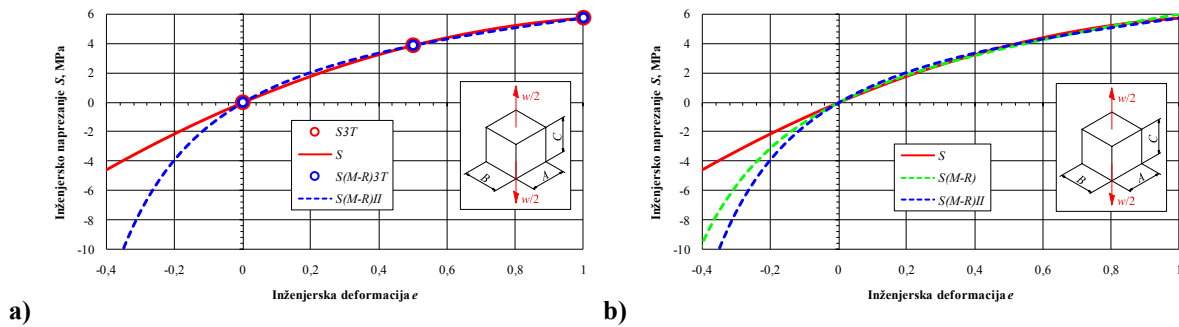 6
4
2
0
-2
-4
-6
-8
-10
Inženjersko naprezanje S, MPa
-0,4 -0,2 0 0,2 0,4 0,6 0,8 1
Inženjerska deformacija e
S3T
S
S(M-R)3T
S(M-R)II
w/2
C
B
A
w/2
a)
6
4
2
0
-2
-4
-6
-8
-10
Inženjersko naprezanje S, MPa
-0,4 -0,2 0 0,2 0,4 0,6 0,8 1
Inženjerska deformacija e
S
S(M-R)
S(M-R)II
w/2
C
B
A
w/2
b)